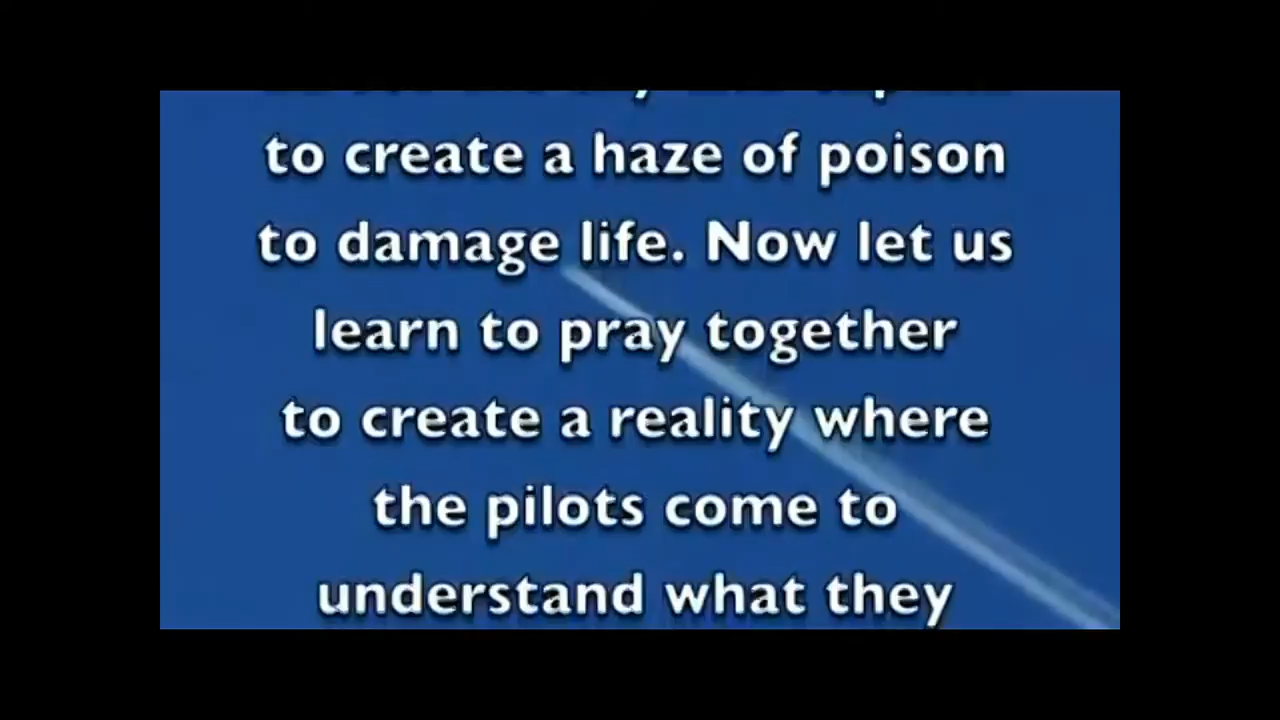 to create a haze of poison
to damage life. Now let us
learn to pray together
to create a reality where
the pilots come to
understand what they